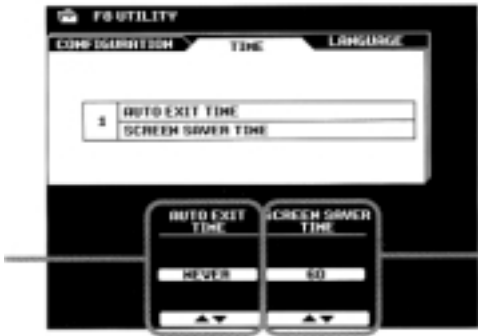 F8 UTILITY
CONFIGURATION TIME LANGUAGE
1
AUTO EXIT TIME
SCREEN SAVER TIME
AUTO EXIT TIME
SCREEN SAVER TIME
NEVER
60
▲▼
▲▼